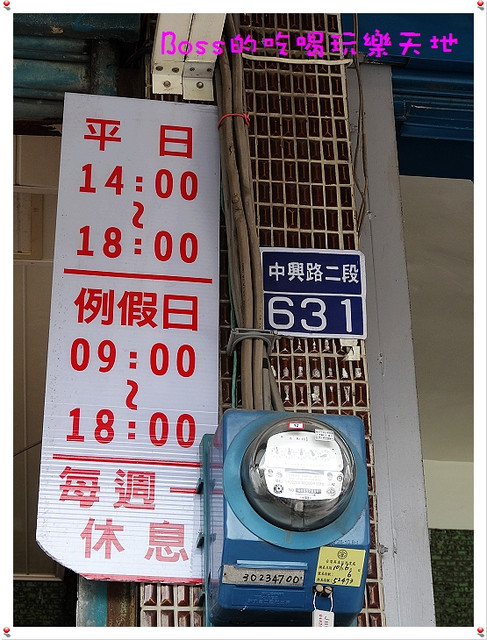 Boss的吃喝玩樂天地
平日
14:00
~
18:00
例假日
09:00
~
18:00
每週一
休息
中興路二段
631
30234700